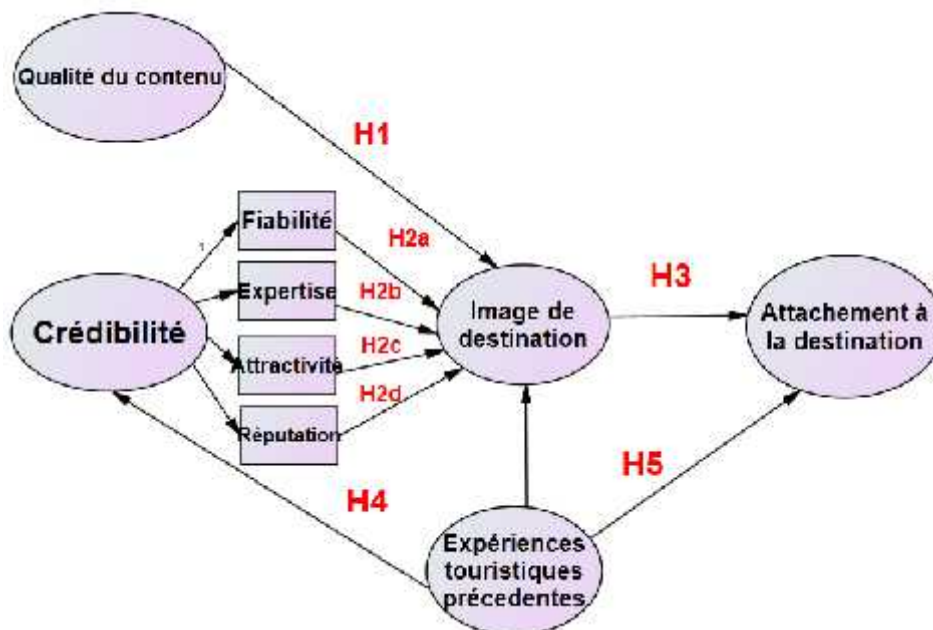 Qualité du contenu
H1
Fiabilité
H2a
1
Expertise
H2b
Crédibilité
Attractivité
H2c
Réputation
H2d
Image de
destination
H3
Attachement à
la destination
H4
H5
Expériences
touristiques
précedentes